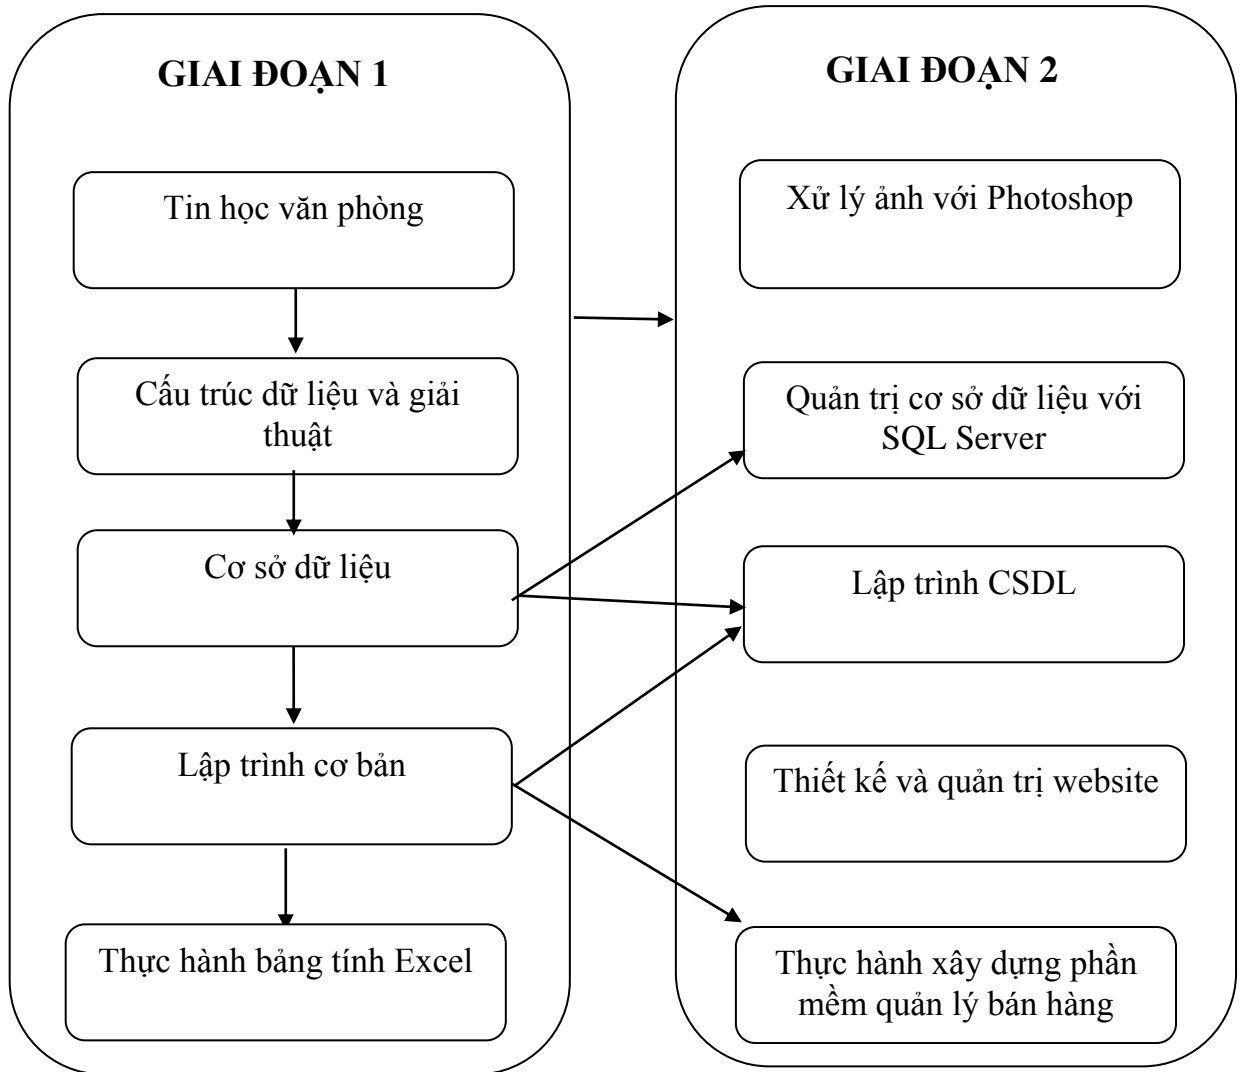 GIAI ĐOẠN 1
Tin học văn phòng
Cấu trúc dữ liệu và giải
thuật
Cơ sở dữ liệu
Lập trình cơ bản
Thực hành bảng tính Excel
GIAI ĐOẠN 2
Xử lý ảnh với Photoshop
Quản trị cơ sở dữ liệu với
SQL Server
Lập trình CSDL
Thiết kế và quản trị website
Thực hành xây dựng phần
mềm quản lý bán hàng